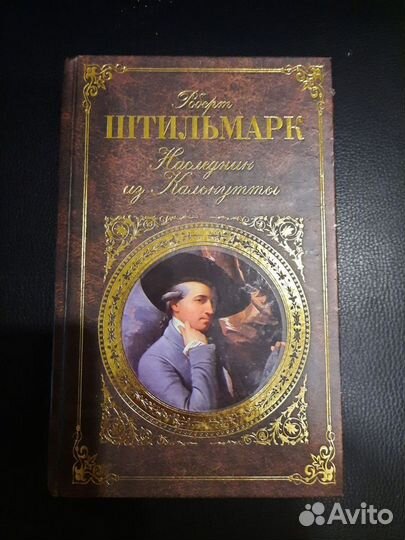 Роберт
ШТИЛЬМАРК
Наследник
из Калькутты
Avito